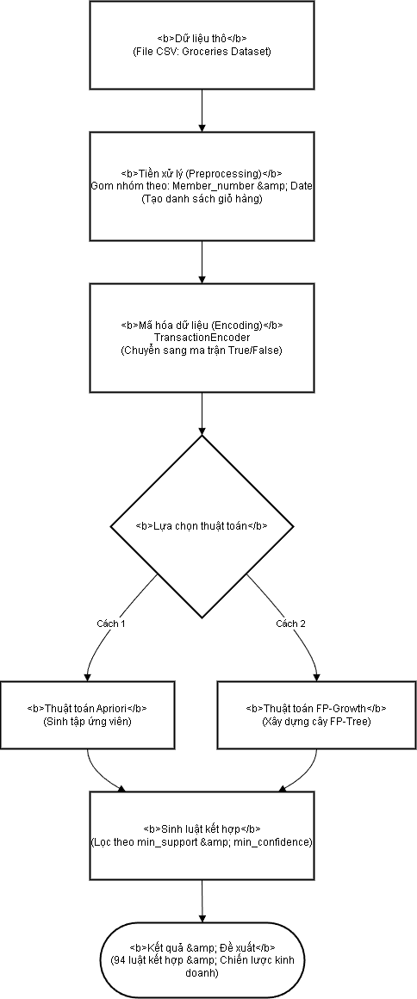 <b>Dữ liệu thô</b>
(File CSV: Groceries Dataset)
<b>Tiền xử lý (Preprocessing)</b>
Gom nhóm theo: Member_number &amp; Date
(Tạo danh sách giỏ hàng)
<b>Mã hóa dữ liệu (Encoding)</b>
TransactionEncoder
(Chuyển sang ma trận True/False)
<b>Lựa chọn thuật toán</b>
Cách 1
Cách 2
<b>Thuật toán Apriori</b>
(Sinh tập ứng viên)
<b>Thuật toán FP-Growth</b>
(Xây dựng cây FP-Tree)
<b>Sinh luật kết hợp</b>
(Lọc theo min_support &amp; min_confidence)
<b>Kết quả &amp; Đề xuất</b>
(94 luật kết hợp &amp; Chiến lược kinh
doanh)